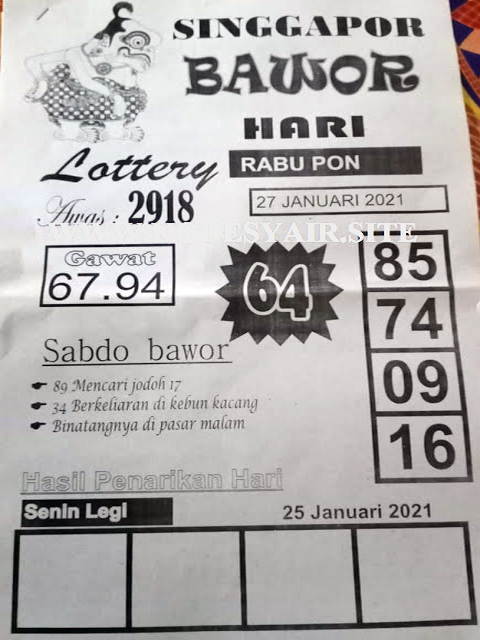 SINGGAPOR
BAWOR
HARI
Lottery
RABU PON
Awas : 2918
27 JANUARI 2021
ESYAIR.SITE
Gawat
67.94
64
85
74
09
16
Sabdo bawor
89 Mencari jodoh 17
34 Berkeliaran di kebun kacang
Binatangnya di pasar malam
Hasil Penarikan Hari
Senin Legi
25 Januari 2021